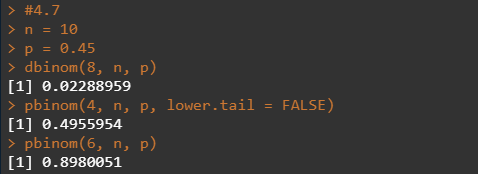 > #4.7
> n = 10
> p = 0.45
> dbinom(8, n, p)
[1] 0.02288959
> pbinom(4, n, p, lower.tail = FALSE)
[1] 0.4955954
> pbinom(6, n, p)
[1] 0.8980051